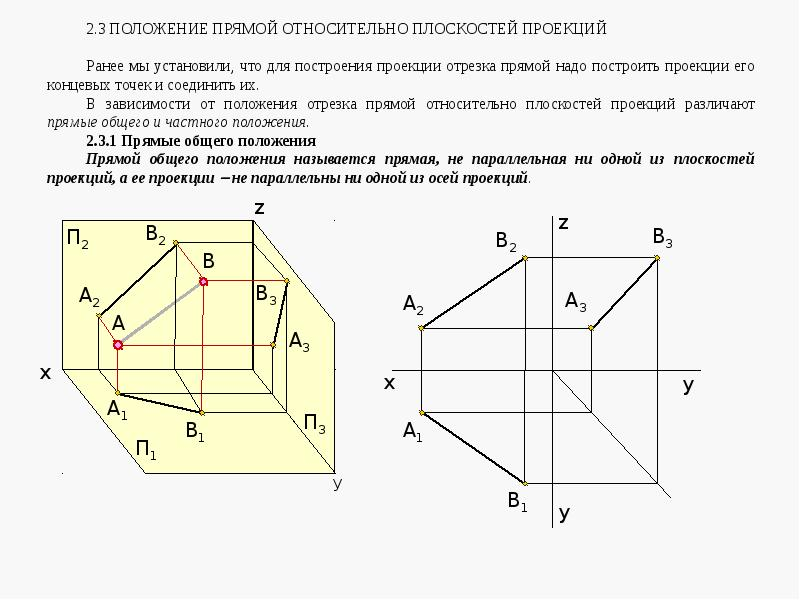 2.3 ПОЛОЖЕНИЕ ПРЯМОЙ ОТНОСИТЕЛЬНО ПЛОСКОСТЕЙ ПРОЕКЦИЙ
Ранее мы установили, что для построения проекции отрезка прямой надо построить проекции его
концевых точек и соединить их.
В зависимости от положения отрезка прямой относительно плоскостей проекций различают
прямые общего и частного положения.
2.3.1 Прямые общего положения
Прямой общего положения называется прямая, не параллельная ни одной из плоскостей
проекций, а ее проекции – не параллельны ни одной из осей проекций.
z
П2
B2
B
A2
A
B3
A3
x
A1
B1
П3
П1
y
z
B2
B3
A2
A3
x
y
A1
B1
y